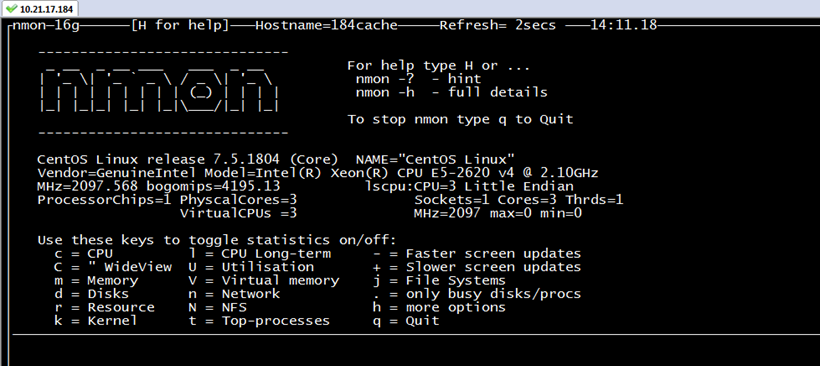 10.21.17.184
nmon─16g──────[H for help]───Hostname=184cache─────Refresh= 2secs ───14:11.18─
------------------------------
nmon
------------------------------
For help type H or ...
nmon -?  - hint
nmon -h  - full details
To stop nmon type q to Quit
CentOS Linux release 7.5.1804 (Core)  NAME="CentOS Linux"
Vendor=GenuineIntel Model=Intel(R) Xeon(R) CPU E5-2620 v4 @ 2.10GHz
MHz=2097.568 bogomips=4195.13          lscpu:CPU=3 Little Endian
ProcessorChips=1 PhyscalCores=3              Sockets=1 Cores=3 Thrds=1
VirtualCPUs =3              MHz=2097 max=0 min=0
Use these keys to toggle statistics on/off:
c = CPU        l = CPU Long-term    - = Faster screen updates
C = " WideView  U = Utilisation      + = Slower screen updates
m = Memory     V = Virtual memory   j = File Systems
d = Disks      n = Network          . = only busy disks/procs
r = Resource   N = NFS              h = more options
k = Kernel     t = Top-processes    q = Quit